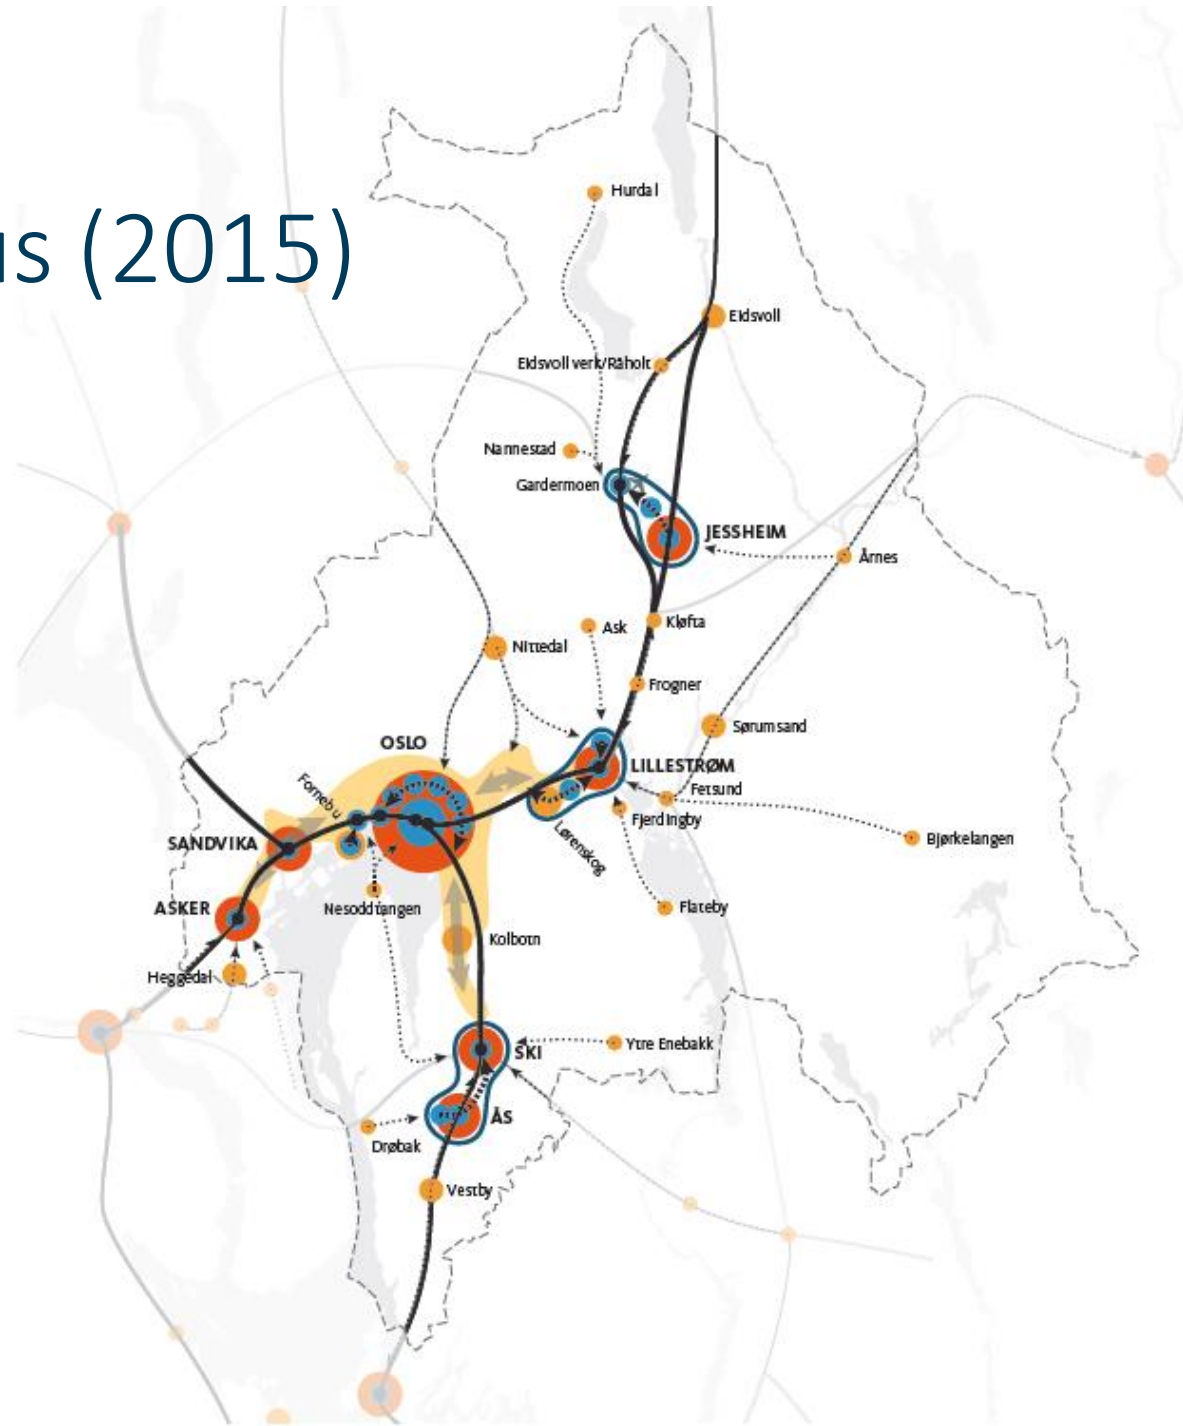 us (2015)
Hurdal
Eidsvoll
Eidsvoll verk/Råholt
Nannestad
Gardermoen
JESSHEIM
Årnes
Kløfta
Ask
Nittedal
Frogner
Sørumsand
OSLO
LILLESTRØM
Fetsund
Fornebu
Fjerdingby
SANDVIKA
Lørenskog
Bjørkelangen
ASKER
Nesoddtangen
Flateby
Kolbotn
Heggedal
Ytre Enebakk
SKI
ÅS
Drøbak
Vestby